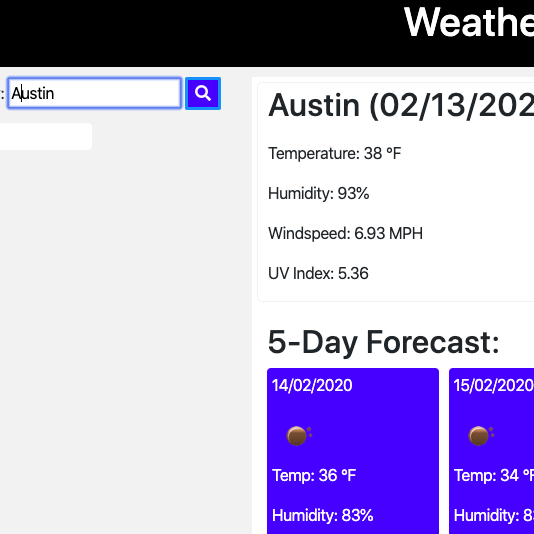 Weathe
: Austin
Austin (02/13/202
Temperature: 38 °F
Humidity: 93%
Windspeed: 6.93 MPH
UV Index: 5.36
5-Day Forecast:
14/02/2020
15/02/2020
Temp: 36 °F
Temp: 34 °F
Humidity: 83%
Humidity: 8